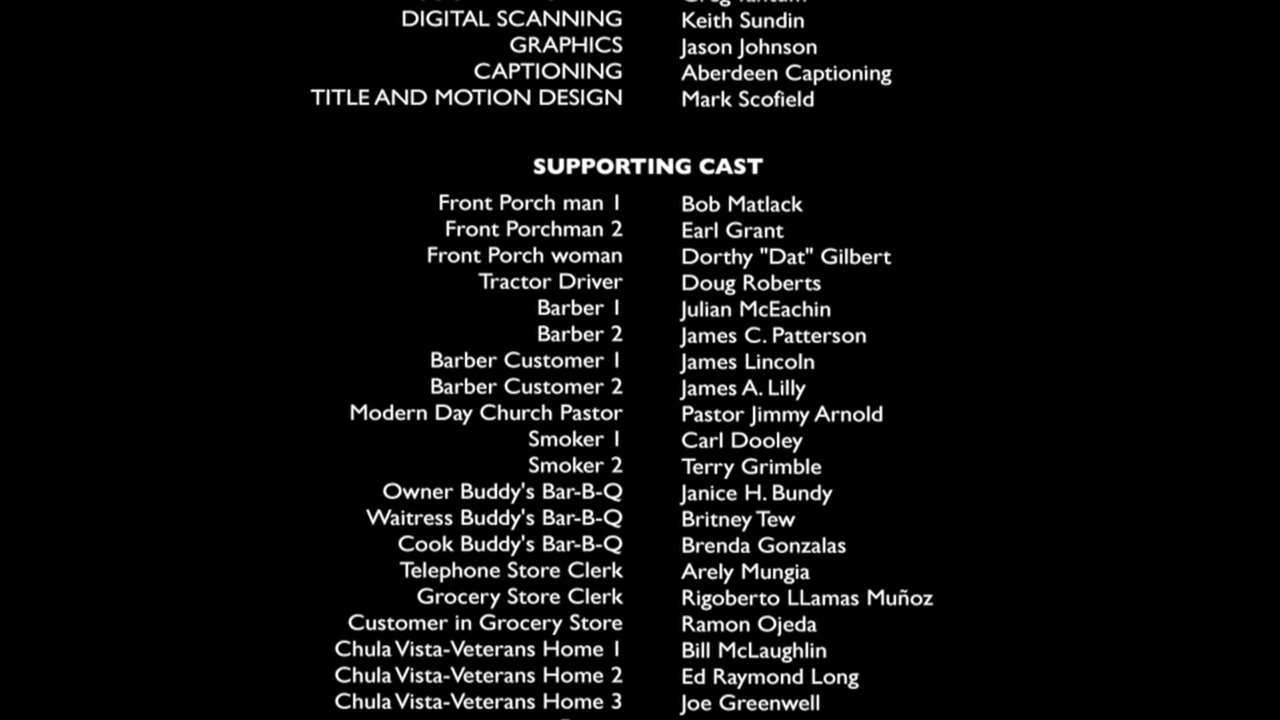 DIGITAL SCANNING Keith Sundin
GRAPHICS Jason Johnson
CAPTIONING Aberdeen Captioning
TITLE AND MOTION DESIGN Mark Scofield
SUPPORTING CAST
Front Porch man 1 Bob Matlack
Front Porchman 2 Earl Grant
Front Porch woman Dorthy "Dat" Gilbert
Tractor Driver Doug Roberts
Barber 1 Julian McEachin
Barber 2 James C. Patterson
Barber Customer 1 James Lincoln
Barber Customer 2 James A. Lilly
Modern Day Church Pastor Pastor Jimmy Arnold
Smoker 1 Carl Dooley
Smoker 2 Terry Grimble
Owner Buddy's Bar-B-Q Janice H. Bundy
Waitress Buddy's Bar-B-Q Britney Tew
Cook Buddy's Bar-B-Q Brenda Gonzalas
Telephone Store Clerk Arely Mungia
Grocery Store Clerk Rigoberto LLamas Muñoz
Customer in Grocery Store Ramon Ojeda
Chula Vista-Veterans Home 1 Bill McLaughlin
Chula Vista-Veterans Home 2 Ed Raymond Long
Chula Vista-Veterans Home 3 Joe Greenwell